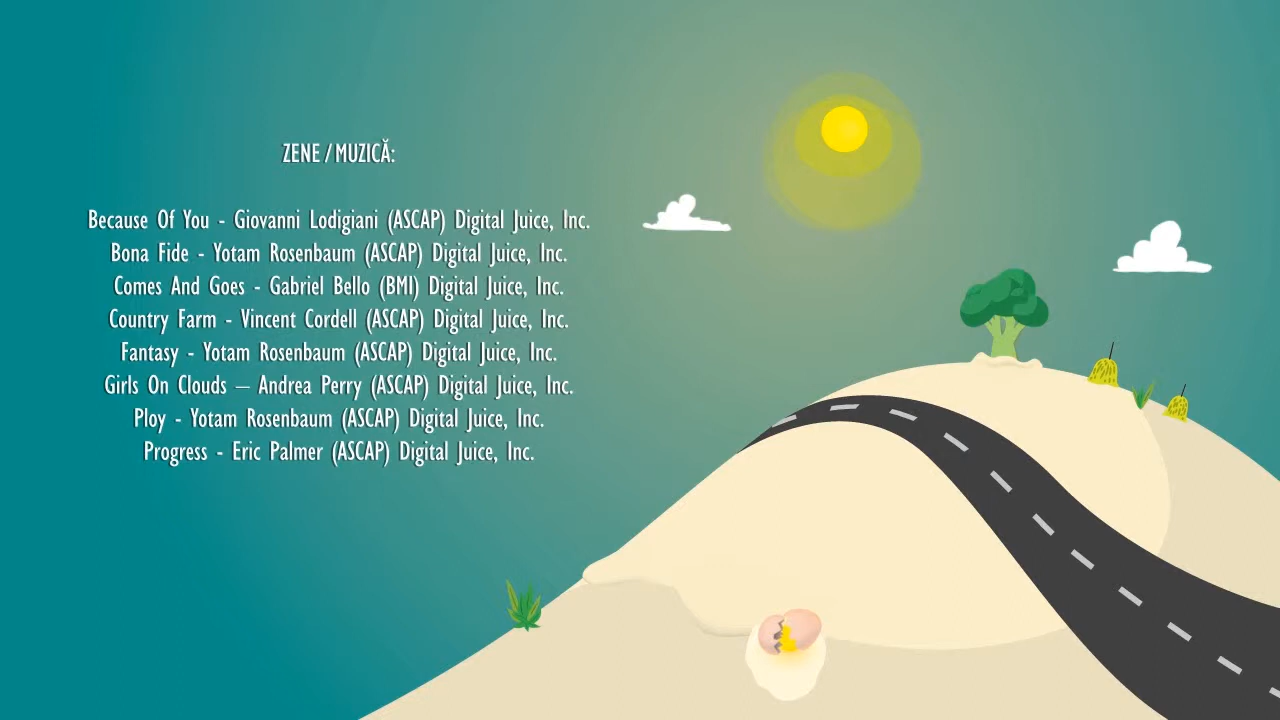 ZENE / MUZICĂ:
Because Of You - Giovanni Lodigiani (ASCAP) Digital Juice, Inc.
Bona Fide - Yotam Rosenbaum (ASCAP) Digital Juice, Inc.
Comes And Goes - Gabriel Bello (BMI) Digital Juice, Inc.
Country Farm - Vincent Cordell (ASCAP) Digital Juice, Inc.
Fantasy - Yotam Rosenbaum (ASCAP) Digital Juice, Inc.
Girls On Clouds – Andrea Perry (ASCAP) Digital Juice, Inc.
Ploy - Yotam Rosenbaum (ASCAP) Digital Juice, Inc.
Progress - Eric Palmer (ASCAP) Digital Juice, Inc.